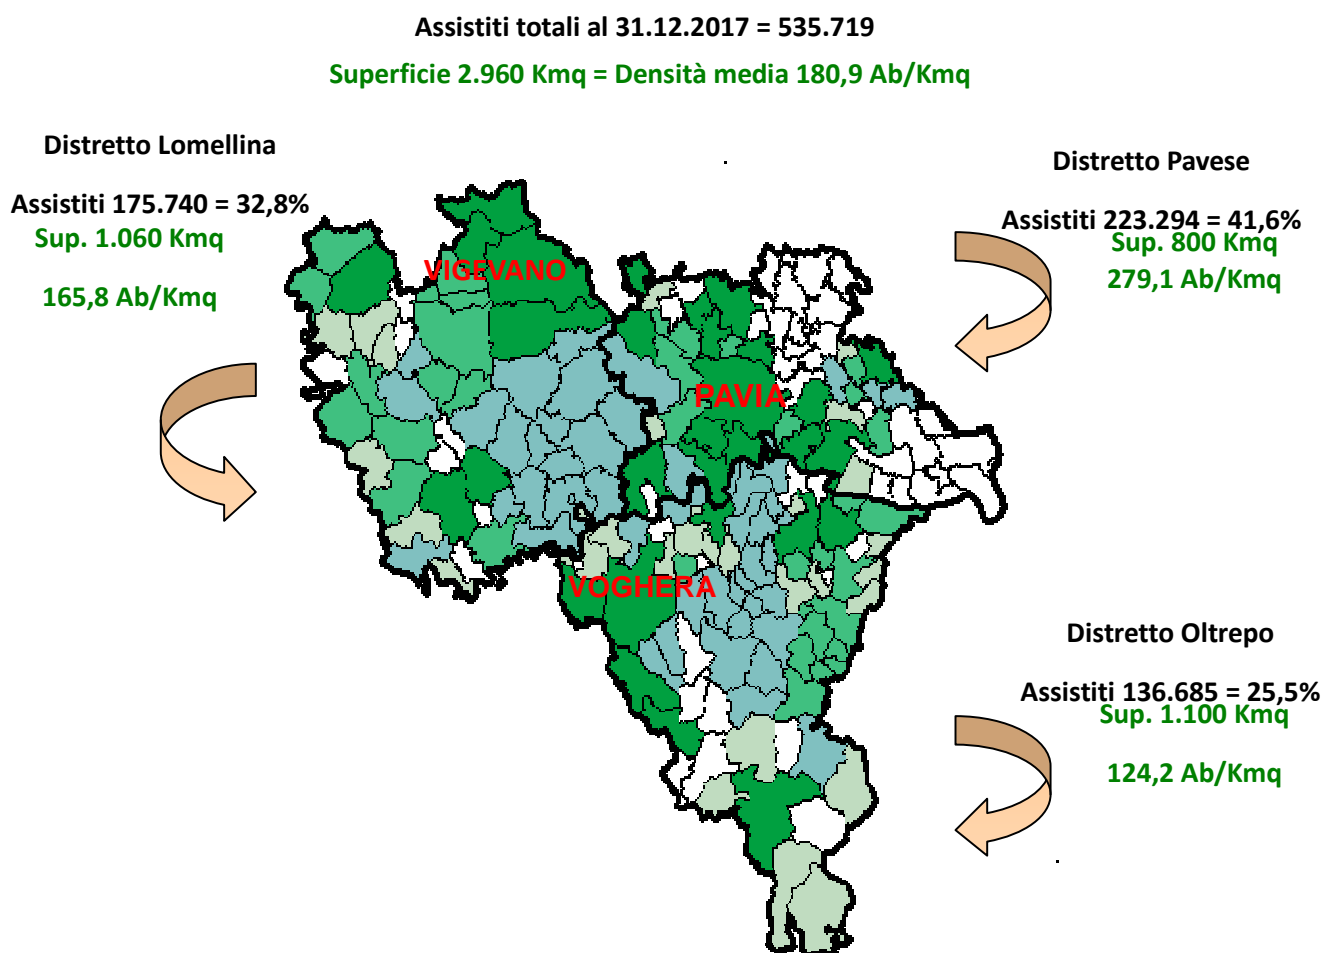 Assistiti totali al 31.12.2017 = 535.719
Superficie 2.960 Kmq = Densità media 180,9 Ab/Kmq
Distretto Lomellina
Assistiti 175.740 = 32,8%
Sup. 1.060 Kmq
165,8 Ab/Kmq
Distretto Pavese
Assistiti 223.294 = 41,6%
Sup. 800 Kmq
279,1 Ab/Kmq
VIGEVANO
PAVIA
VOGHERA
Distretto Oltrepo
Assistiti 136.685 = 25,5%
Sup. 1.100 Kmq
124,2 Ab/Kmq